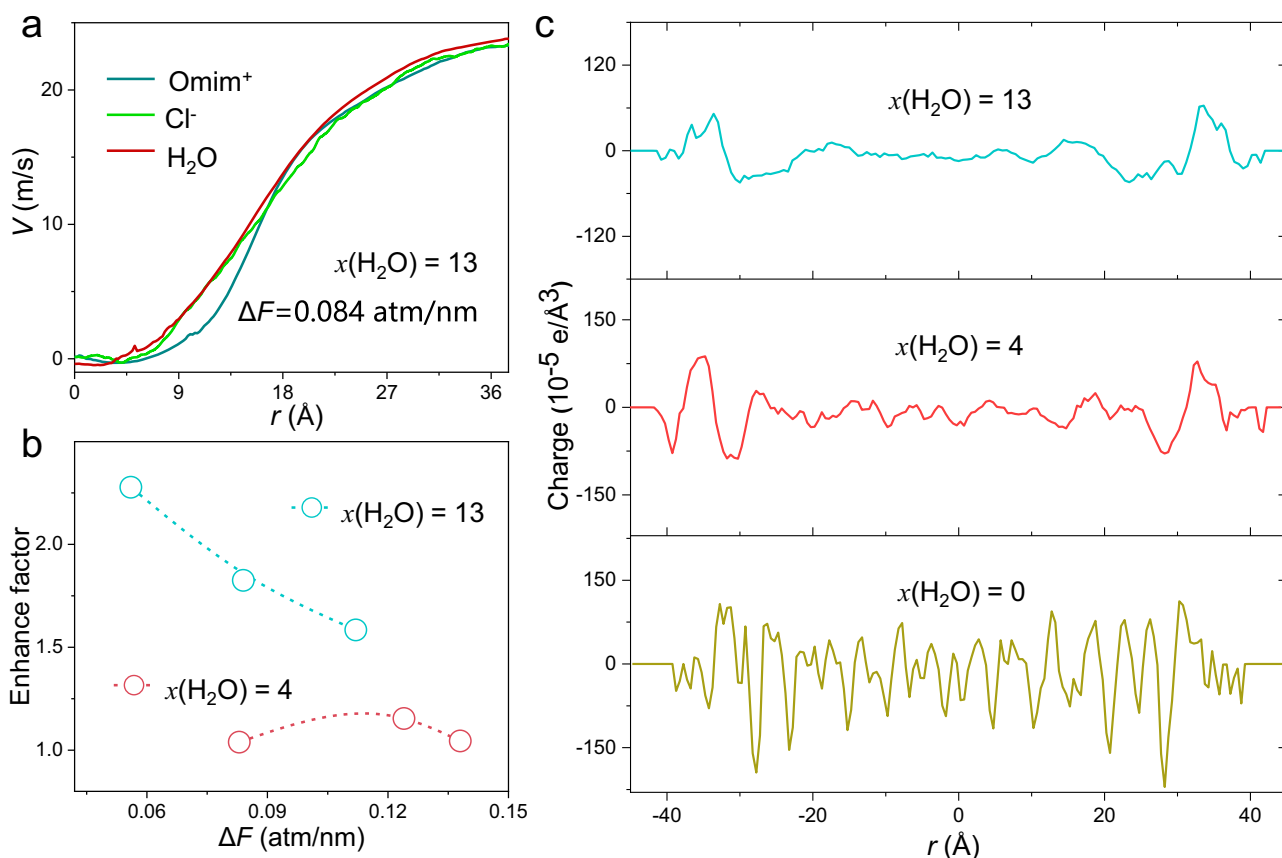 a
Omim⁺
Cl⁻
H₂O
x(H₂O) = 13
ΔF=0.084 atm/nm
V (m/s)
20
10
0
0 9 18 27 36
r (Å)
b
x(H₂O) = 13
x(H₂O) = 4
Enhance factor
2.0
1.5
1.0
0.06 0.09 0.12 0.15
ΔF (atm/nm)
c
x(H₂O) = 13
120
0
-120
x(H₂O) = 4
150
0
-150
Charge (10⁻⁵ e/Å³)
x(H₂O) = 0
150
0
-150
-40 -20 0 20 40
r (Å)